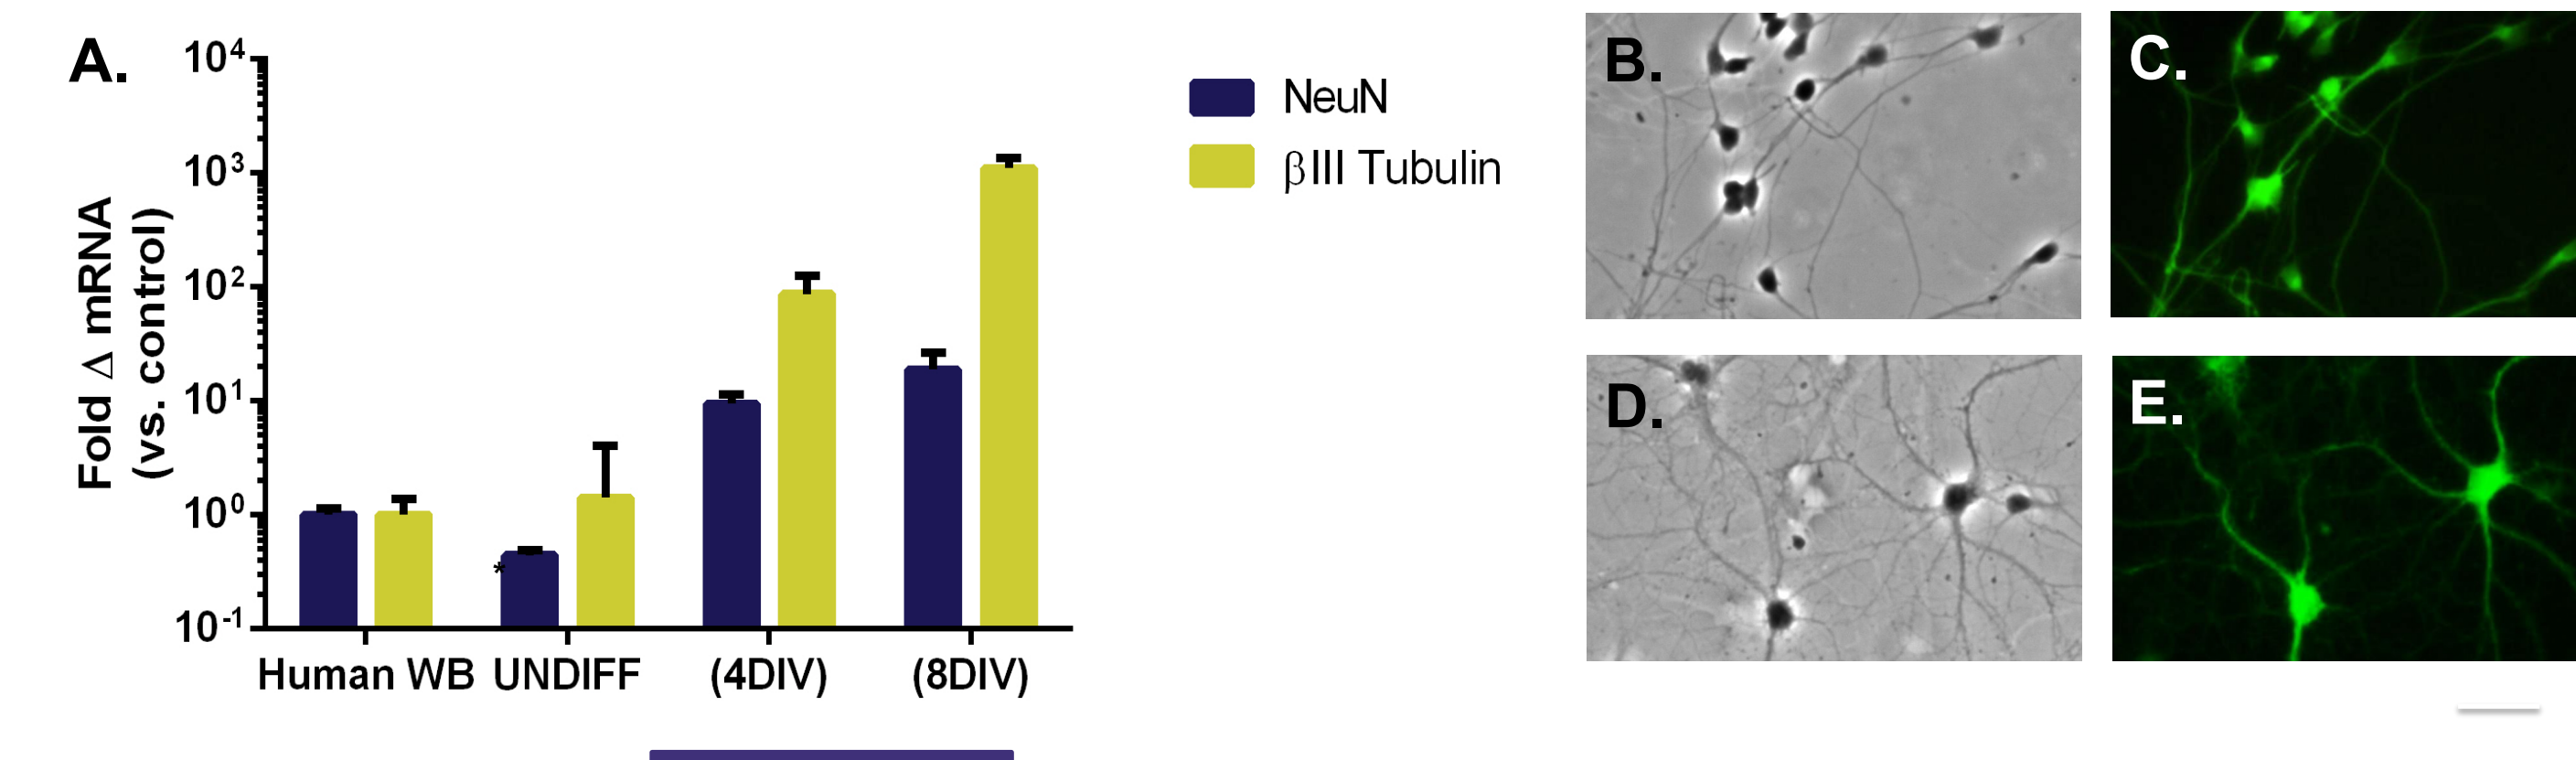 A.
10⁴
10³
10²
10¹
10⁰
10⁻¹
Fold Δ mRNA
(vs. control)
*
Human WB
UNDIFF
(4DIV)
(8DIV)
NeuN
βIII Tubulin
B.
C.
D.
E.